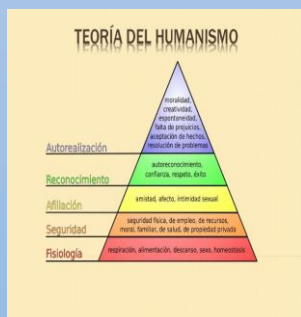 TEORÍA DEL HUMANISMO
moralidad,
creatividad,
espontaneidad,
falta de prejuicios,
aceptación de hechos,
resolución de problemas
Autorealización
autoreconocimiento,
confianza, respeto, éxito
Reconocimiento
amistad, afecto, intimidad sexual
Afiliación
seguridad física, de empleo, de recursos,
moral, familiar, de salud, de propiedad privada
Seguridad
respiración, alimentación, descanso, sexo, homeostasis
Fisiología